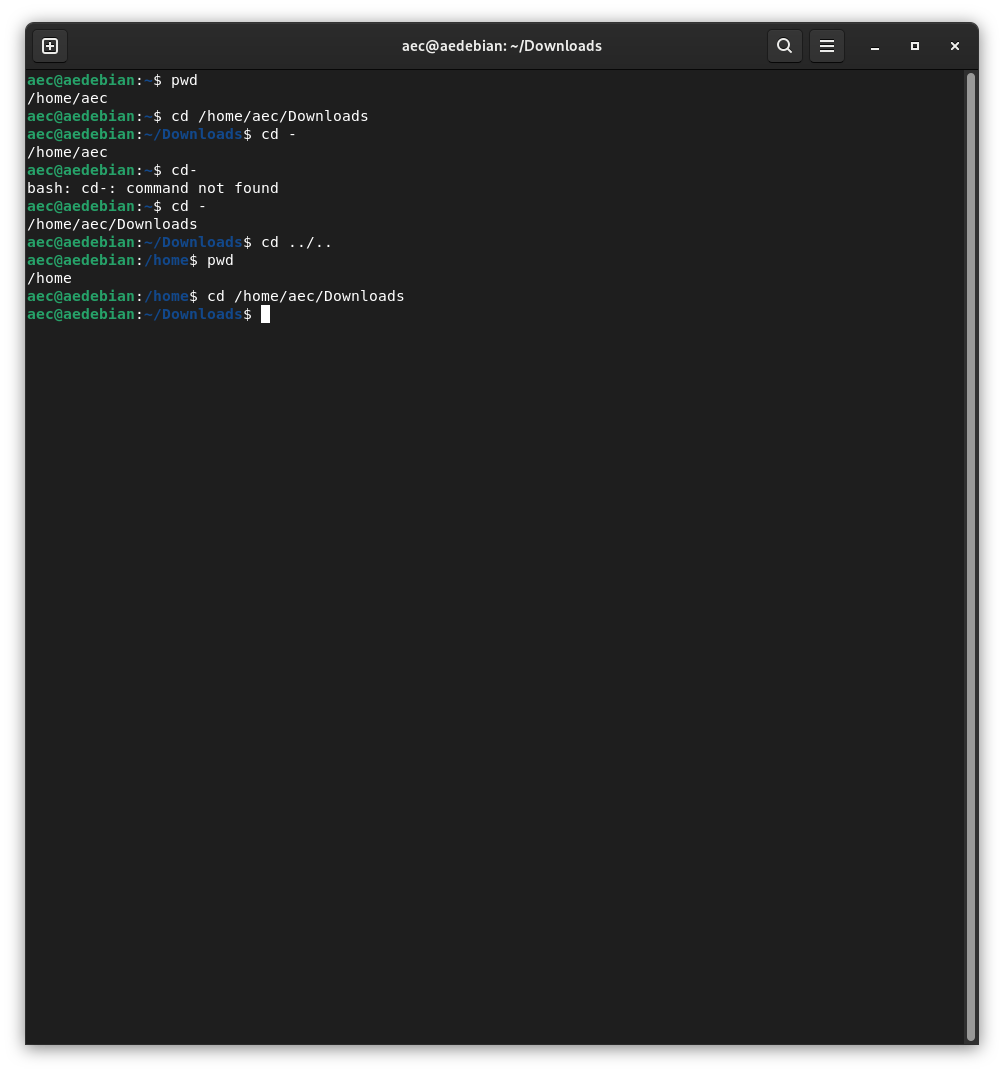 aec@aedebian: ~/Downloads
aec@aedebian:~$ pwd
/home/aec
aec@aedebian:~$ cd /home/aec/Downloads
aec@aedebian:~/Downloads$ cd -
/home/aec
aec@aedebian:~$ cd-
bash: cd-: command not found
aec@aedebian:~$ cd -
/home/aec/Downloads
aec@aedebian:~/Downloads$ cd ../..
aec@aedebian:/home$ pwd
/home
aec@aedebian:/home$ cd /home/aec/Downloads
aec@aedebian:~/Downloads$